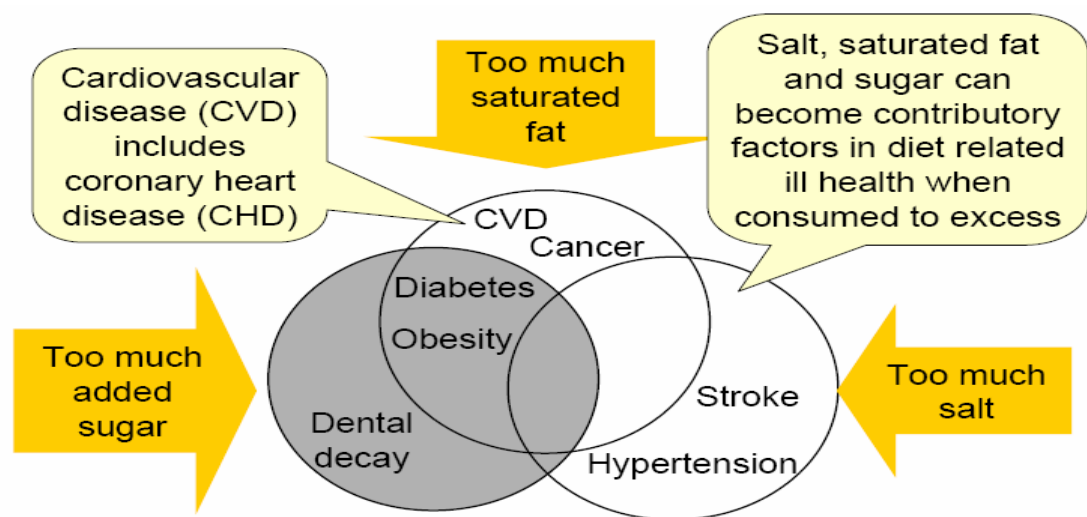 Cardiovascular
disease (CVD)
includes
coronary heart
disease (CHD)
Too much
saturated
fat
Salt, saturated fat
and sugar can
become contributory
factors in diet related
ill health when
consumed to excess
CVD
Cancer
Diabetes
Obesity
Too much
added
sugar
Dental
decay
Stroke
Hypertension
Too much
salt